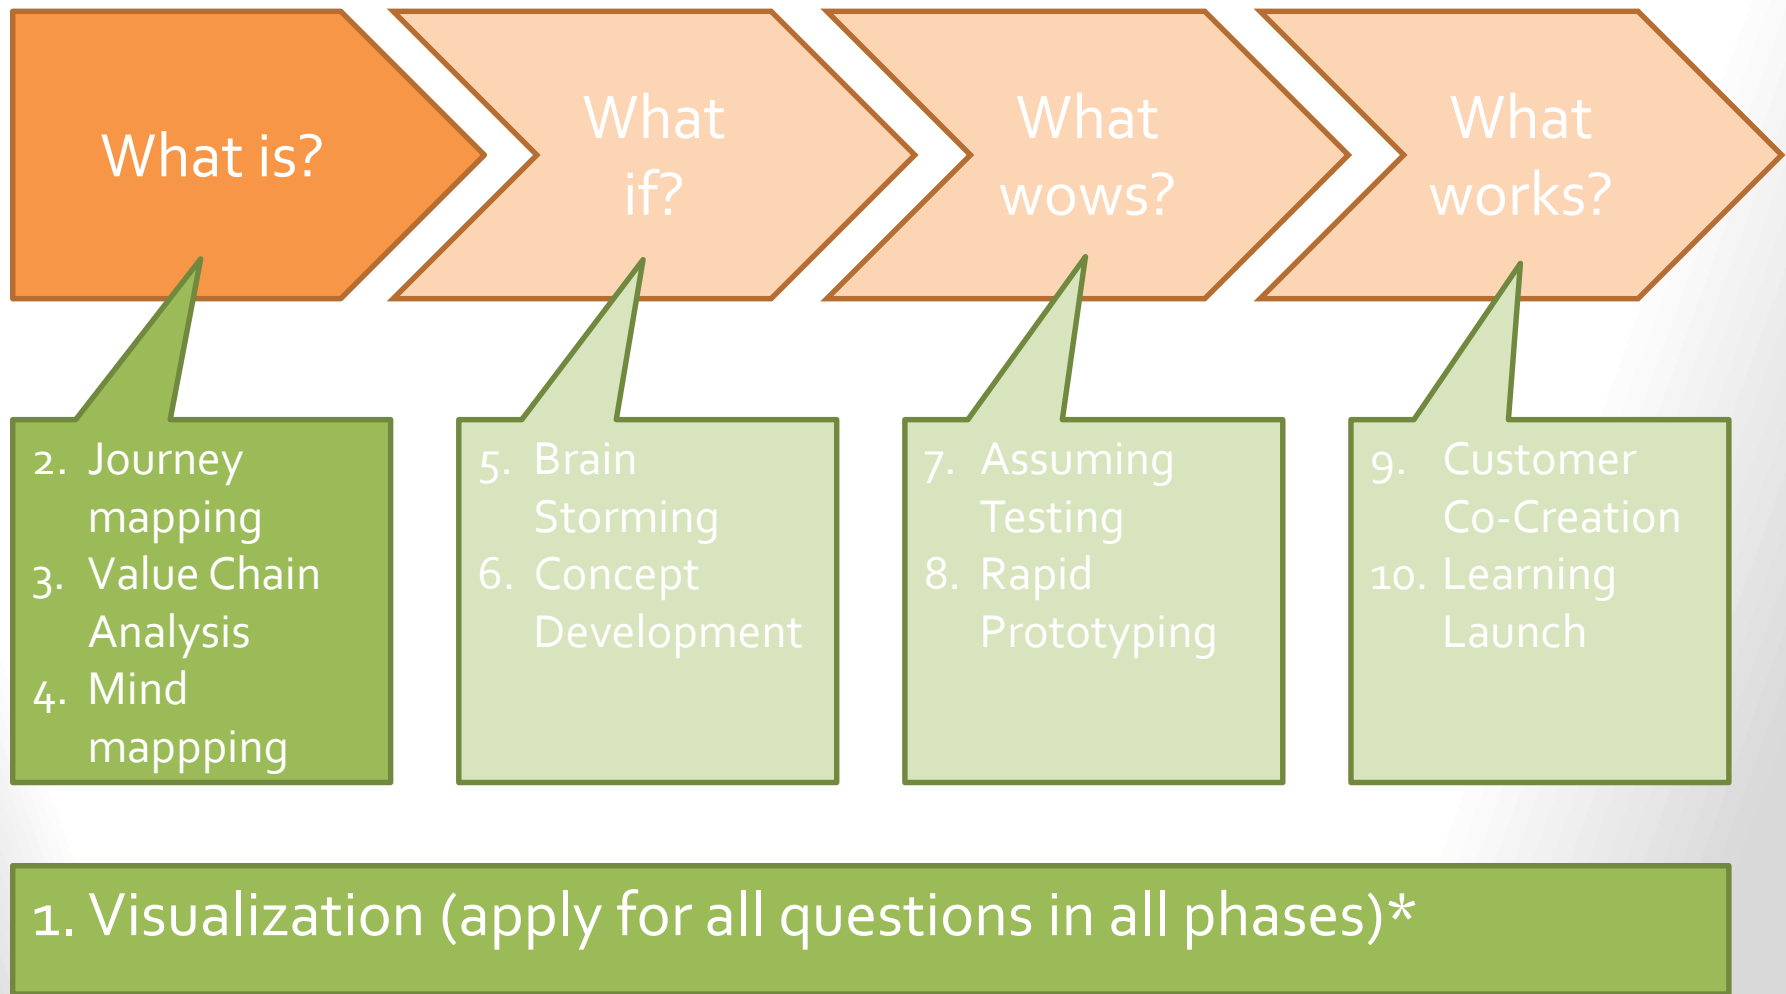 What is?
What
if?
What
wows?
What
works?
2. Journey
mapping
3. Value Chain
Analysis
4. Mind
mappping
5. Brain
Storming
6. Concept
Development
7. Assuming
Testing
8. Rapid
Prototyping
9. Customer
Co-Creation
10. Learning
Launch
1. Visualization (apply for all questions in all phases)*